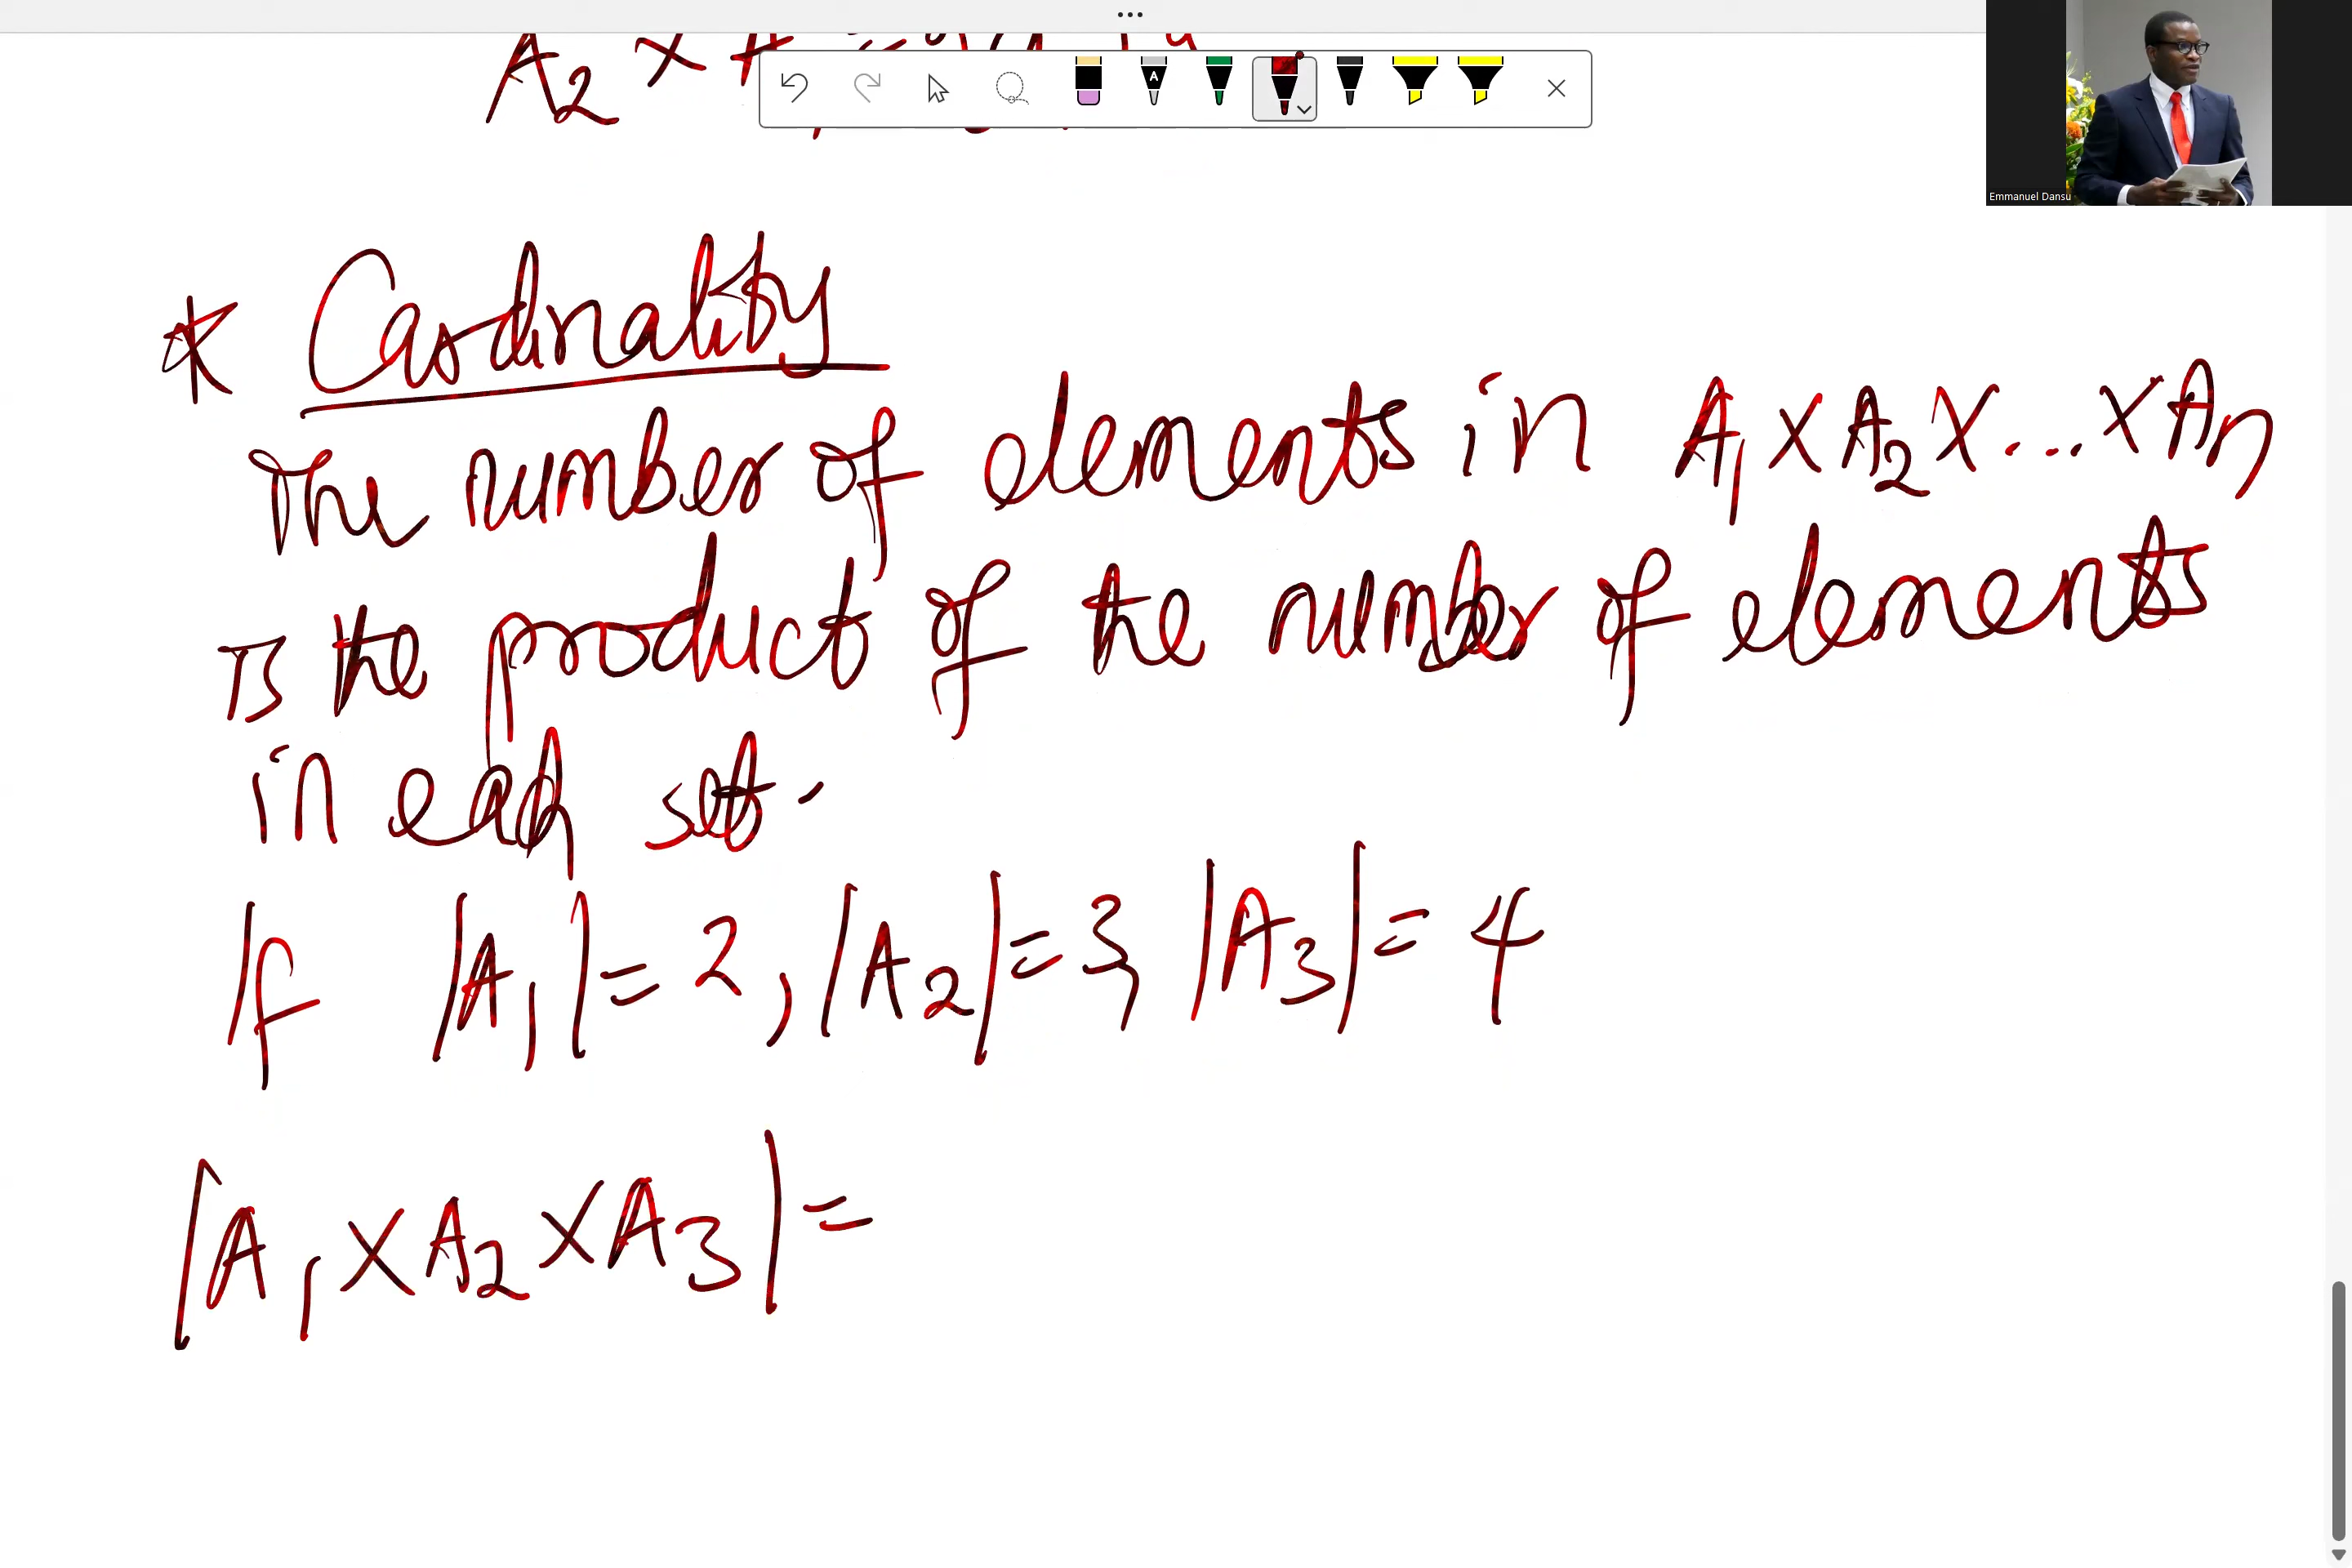 A₂ × A
Emmanuel Dansu
* Cardinality
The number of elements in A₁ × A₂ × ... × Aₙ
is the product of the number of elements
in each set.
If |A₁| = 2, |A₂| = 3, |A₃| = 4
|A₁ × A₂ × A₃| =